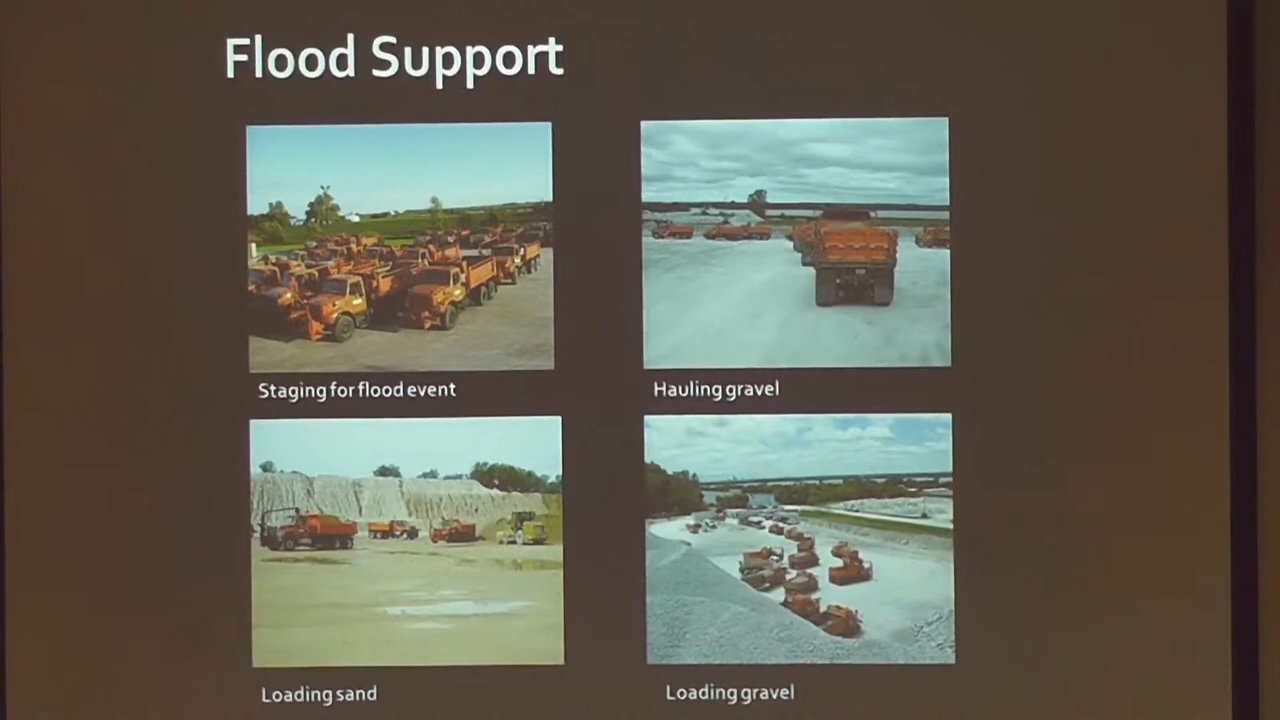 Flood Support
Staging for flood event
Hauling gravel
Loading sand
Loading gravel